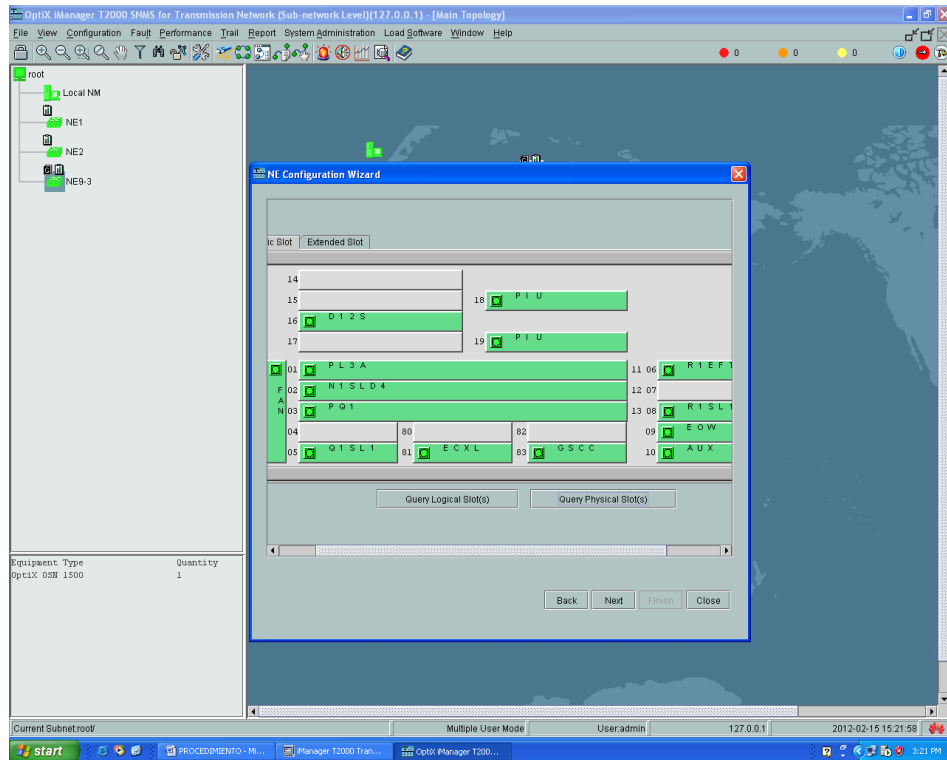 OptiX iManager T2000 SNMS for Transmission Network (Sub-network Level)(127.0.0.1) - [Main Topology]
File View Configuration Fault Performance Trail Report System Administration Load Software Window Help
0 0 0
root
Local NM
NE1
NE2
NE9-3
NE Configuration Wizard
ic Slot Extended Slot
14
15
18 PIU
16 D12S
17
19 PIU
01 PL3A 11 06 R1EFT
FAN
02 N1SLD4 12 07
03 PQ1 13 08 R1SL1
04 80 82 09 EOW
05 Q1SL1 81 ECXL 83 GSCC 10 AUX
Query Logical Slot(s) Query Physical Slot(s)
Back Next Finish Close
Equipment Type Quantity
OptiX OSN 1500 1
Current Subnet:root/ Multiple User Mode User:admin 127.0.0.1 2012-02-15 15:21:58
start PROCEDIMIENTO - Mi... iManager T2000 Tran... OptiX iManager T200... 3:21 PM